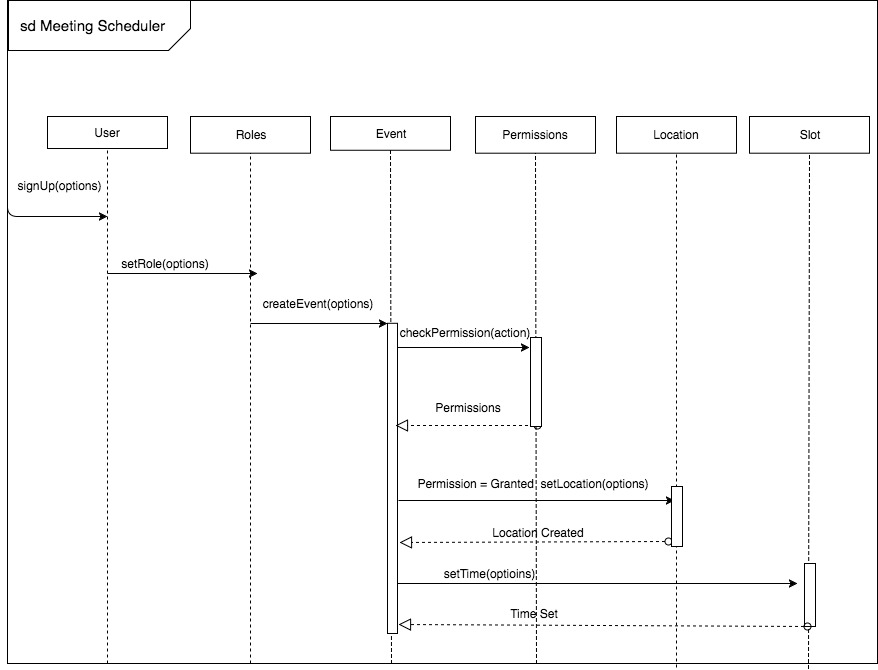 sd Meeting Scheduler
User
Roles
Event
Permissions
Location
Slot
signUp(options)
setRole(options)
createEvent(options)
checkPermission(action)
Permissions
Permission = Granted, setLocation(options)
Location Created
setTime(optioins)
Time Set